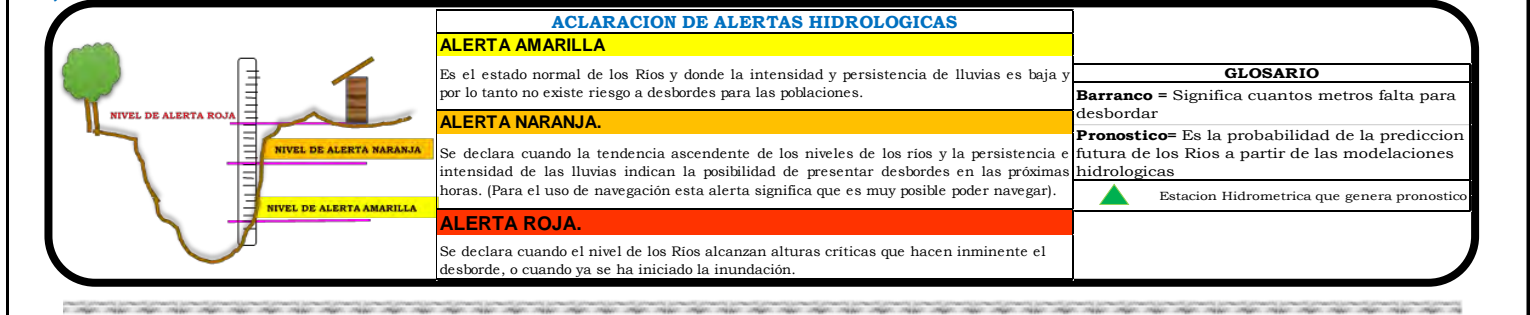 ACLARACION DE ALERTAS HIDROLOGICAS
ALERTA AMARILLA
Es el estado normal de los Ríos y donde la intensidad y persistencia de lluvias es baja y
por lo tanto no existe riesgo a desbordes para las poblaciones.
ALERTA NARANJA.
Se declara cuando la tendencia ascendente de los niveles de los ríos y la persistencia e
intensidad de las lluvias indican la posibilidad de presentar desbordes en las próximas
horas. (Para el uso de navegación esta alerta significa que es muy posible poder navegar).
ALERTA ROJA.
Se declara cuando el nivel de los Ríos alcanzan alturas críticas que hacen inminente el
desborde, o cuando ya se ha iniciado la inundación.
NIVEL DE ALERTA ROJA
NIVEL DE ALERTA NARANJA
NIVEL DE ALERTA AMARILLA
GLOSARIO
Barranco = Significa cuantos metros falta para
desbordar
Pronostico= Es la probabilidad de la prediccion
futura de los Rios a partir de las modelaciones
hidrologicas
Estacion Hidrometrica que genera pronostico